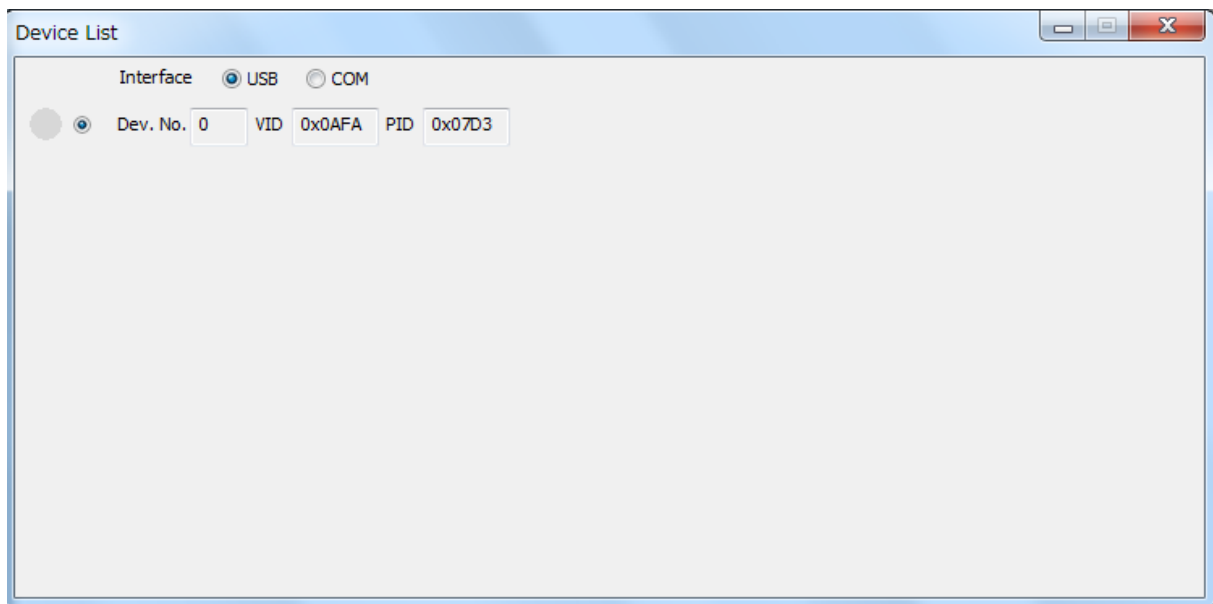 Device List
Interface USB COM
Dev. No. 0 VID 0x0AFA PID 0x07D3